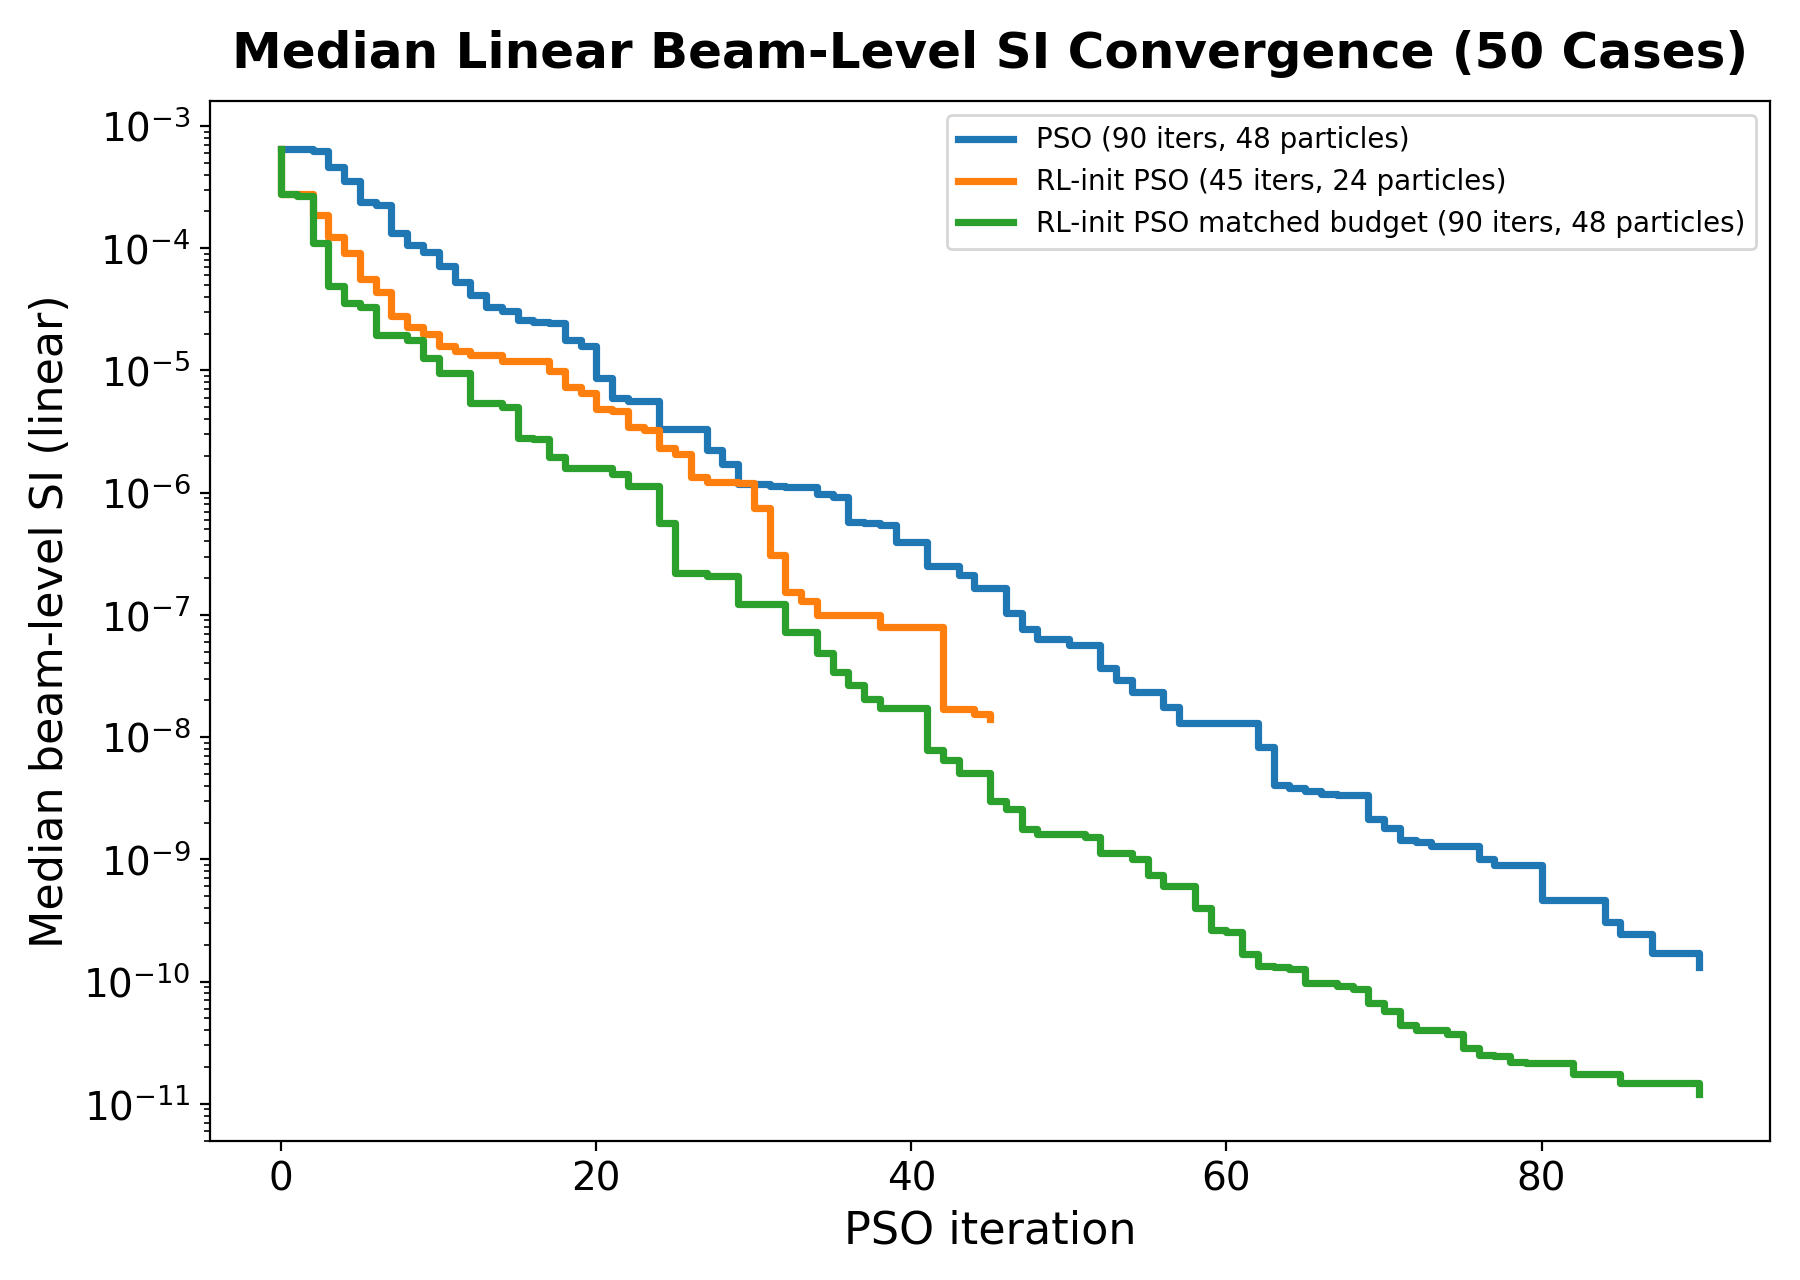 Median Linear Beam-Level SI Convergence (50 Cases)
PSO (90 iters, 48 particles)
RL-init PSO (45 iters, 24 particles)
RL-init PSO matched budget (90 iters, 48 particles)
Median beam-level SI (linear)
10⁻³
10⁻⁴
10⁻⁵
10⁻⁶
10⁻⁷
10⁻⁸
10⁻⁹
10⁻¹⁰
10⁻¹¹
0 20 40 60 80
PSO iteration